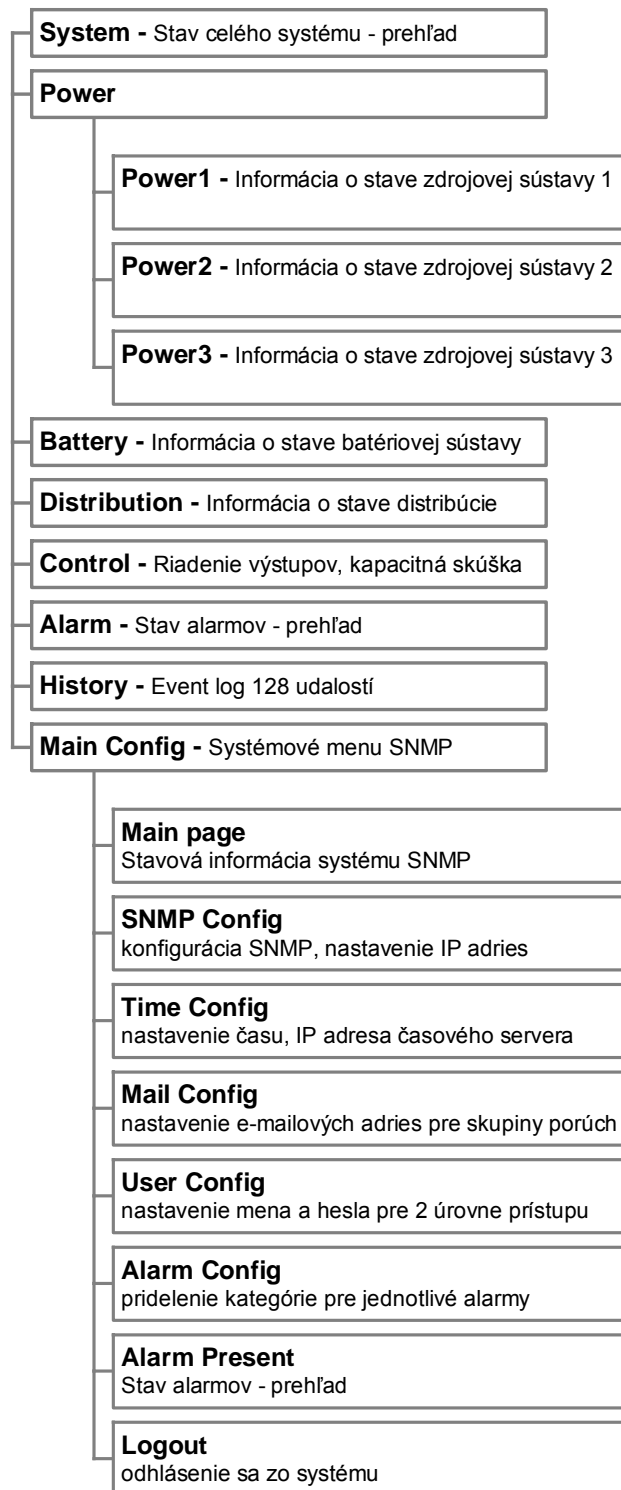 System - Stav celého systému - prehľad
Power
Power1 - Informácia o stave zdrojovej sústavy 1
Power2 - Informácia o stave zdrojovej sústavy 2
Power3 - Informácia o stave zdrojovej sústavy 3
Battery - Informácia o stave batériovej sústavy
Distribution - Informácia o stave distribúcie
Control - Riadenie výstupov, kapacitná skúška
Alarm - Stav alarmov - prehľad
History - Event log 128 udalostí
Main Config - Systémové menu SNMP
Main page
Stavová informácia systému SNMP
SNMP Config
konfigurácia SNMP, nastavenie IP adries
Time Config
nastavenie času, IP adresa časového servera
Mail Config
nastavenie e-mailových adries pre skupiny porúch
User Config
nastavenie mena a hesla pre 2 úrovne prístupu
Alarm Config
pridelenie kategórie pre jednotlivé alarmy
Alarm Present
Stav alarmov - prehľad
Logout
odhlásenie sa zo systému